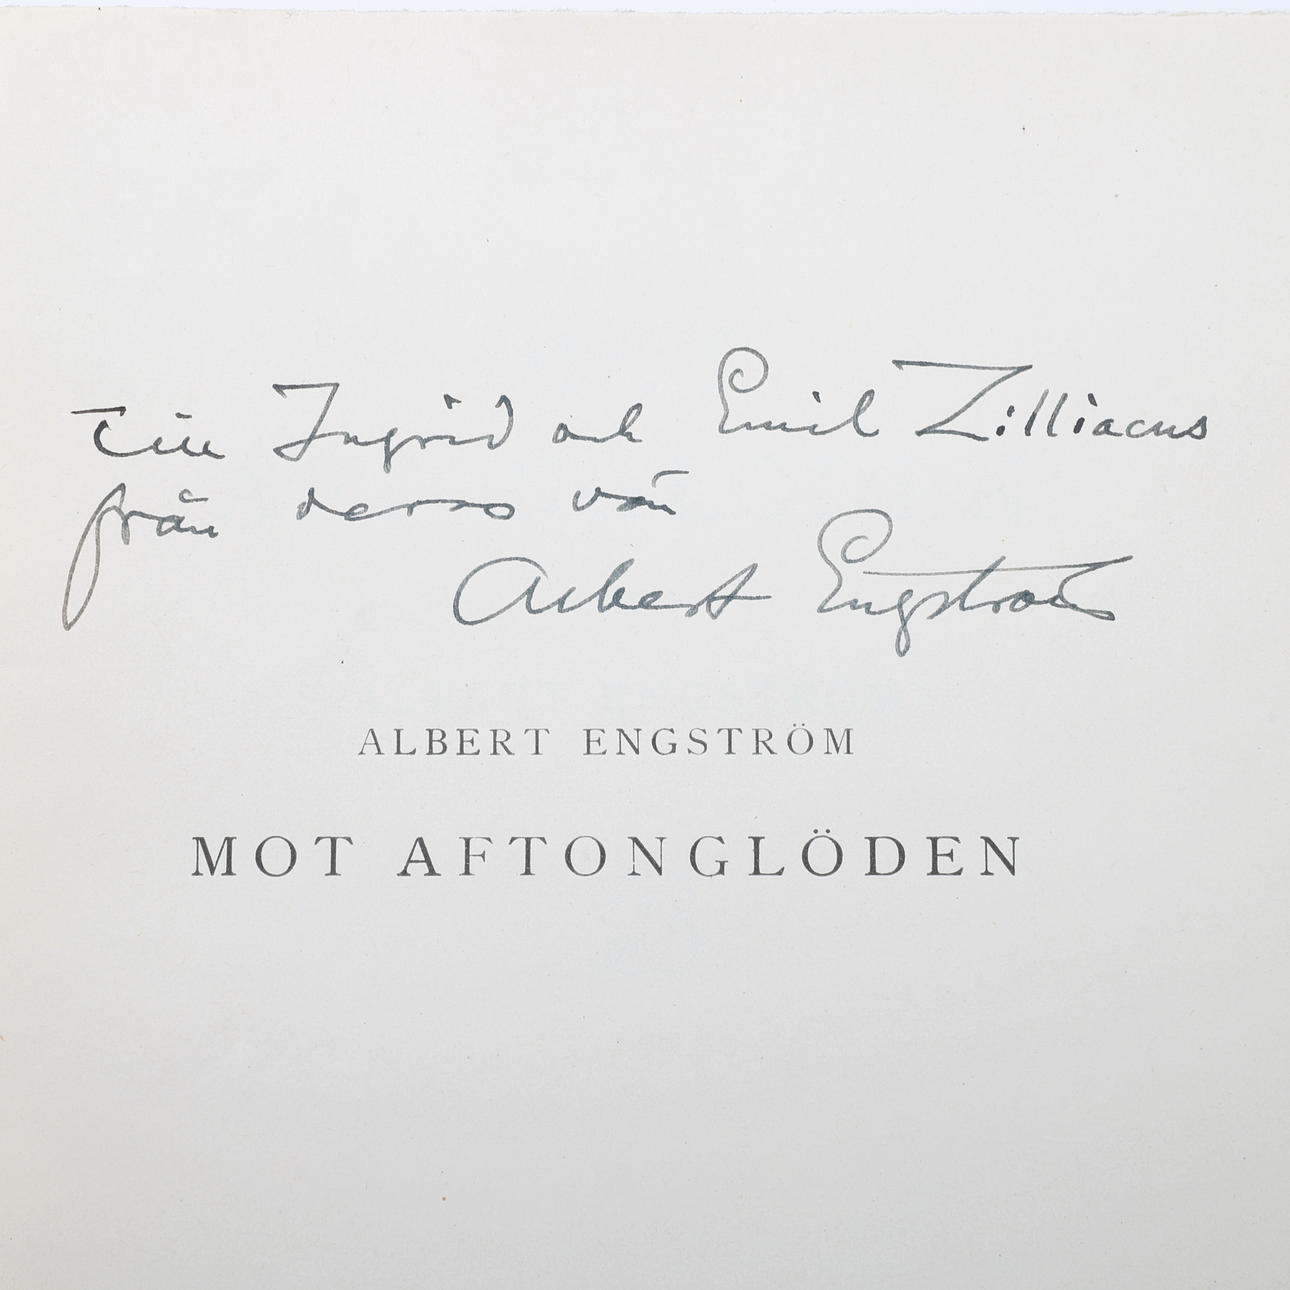 Till Ingrid och Emil Zilliacus
från deras vän
Albert Engström
ALBERT ENGSTRÖM
MOT AFTONGLÖDEN